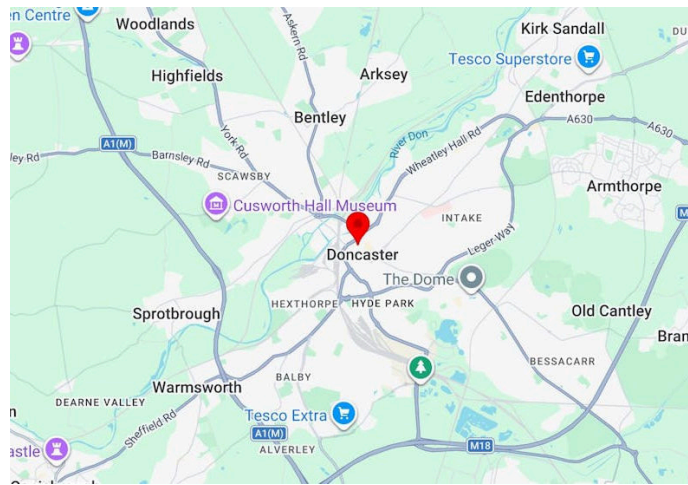 en Centre
Woodlands
Askern Rd
Kirk Sandall
DU
Tesco Superstore
Highfields
Arksey
Edenthorpe
Bentley
River Don
Wheatley Hall Rd
A630
A630
A1(M)
York Rd
ley Rd
Barnsley Rd
SCAWSBY
Armthorpe
Cusworth Hall Museum
INTAKE
M
Leger Way
Doncaster
The Dome
HEXTHORPE
HYDE PARK
Sprotbrough
Old Cantley
Bran
BESSACARR
BALBY
Warmsworth
DEARNE VALLEY
Tesco Extra
Sheffield Rd
A1(M)
M18
astle
ALVERLEY